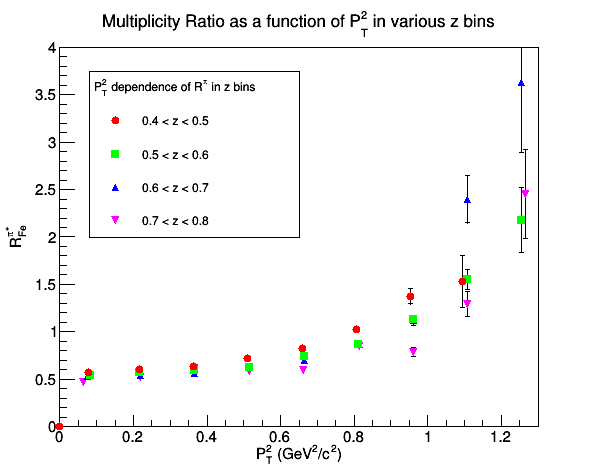 Multiplicity Ratio as a function of P_T^2 in various z bins
P_T^2 dependence of R^π in z bins
0.4 < z < 0.5
0.5 < z < 0.6
0.6 < z < 0.7
0.7 < z < 0.8
R_Fe^π+
4
3.5
3
2.5
2
1.5
1
0.5
0
0 0.2 0.4 0.6 0.8 1 1.2
P_T^2 (GeV^2/c^2)